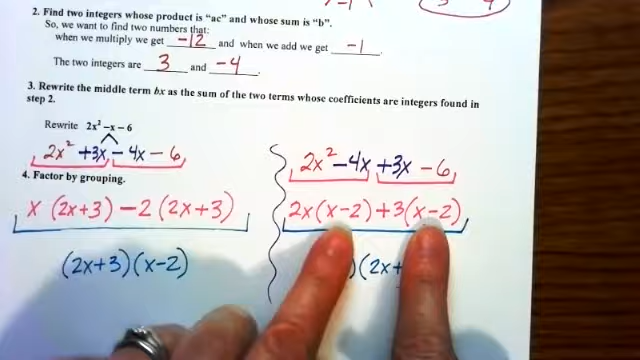 2. Find two integers whose product is “ac” and whose sum is “b”.
So, we want to find two numbers that:
when we multiply we get -12 and when we add we get -1.
The two integers are 3 and -4.
3. Rewrite the middle term bx as the sum of the two terms whose coefficients are integers found in
step 2.
Rewrite 2x² – x – 6
2x² +3x – 4x – 6
2x² – 4x +3x – 6
4. Factor by grouping.
x (2x+3) – 2 (2x+3)
2x(x–2) +3(x–2)
(2x+3)(x–2)
)(2x+